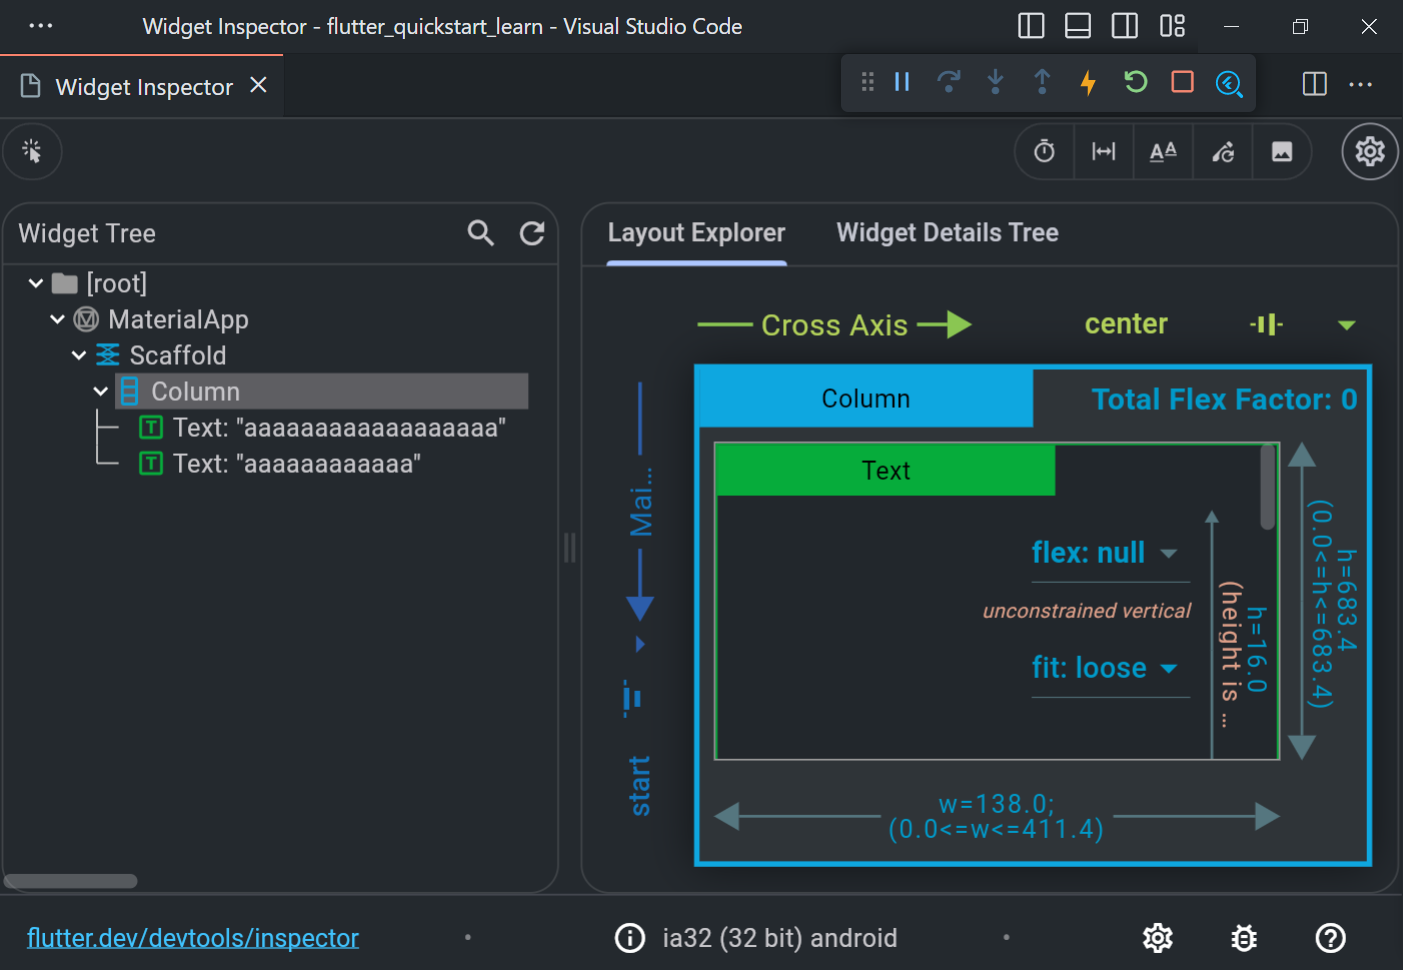 Widget Inspector - flutter_quickstart_learn - Visual Studio Code
Widget Inspector
Widget Tree
[root]
MaterialApp
Scaffold
Column
Text: "aaaaaaaaaaaaaaaaaa"
Text: "aaaaaaaaaaaa"
Layout Explorer
Widget Details Tree
Cross Axis
center
Column
Total Flex Factor: 0
Mai...
start
Text
flex: null
unconstrained vertical
fit: loose
h=16.0
(height is ...
h=683.4
(0.0<=h<=683.4)
w=138.0;
(0.0<=w<=411.4)
flutter.dev/devtools/inspector
ia32 (32 bit) android